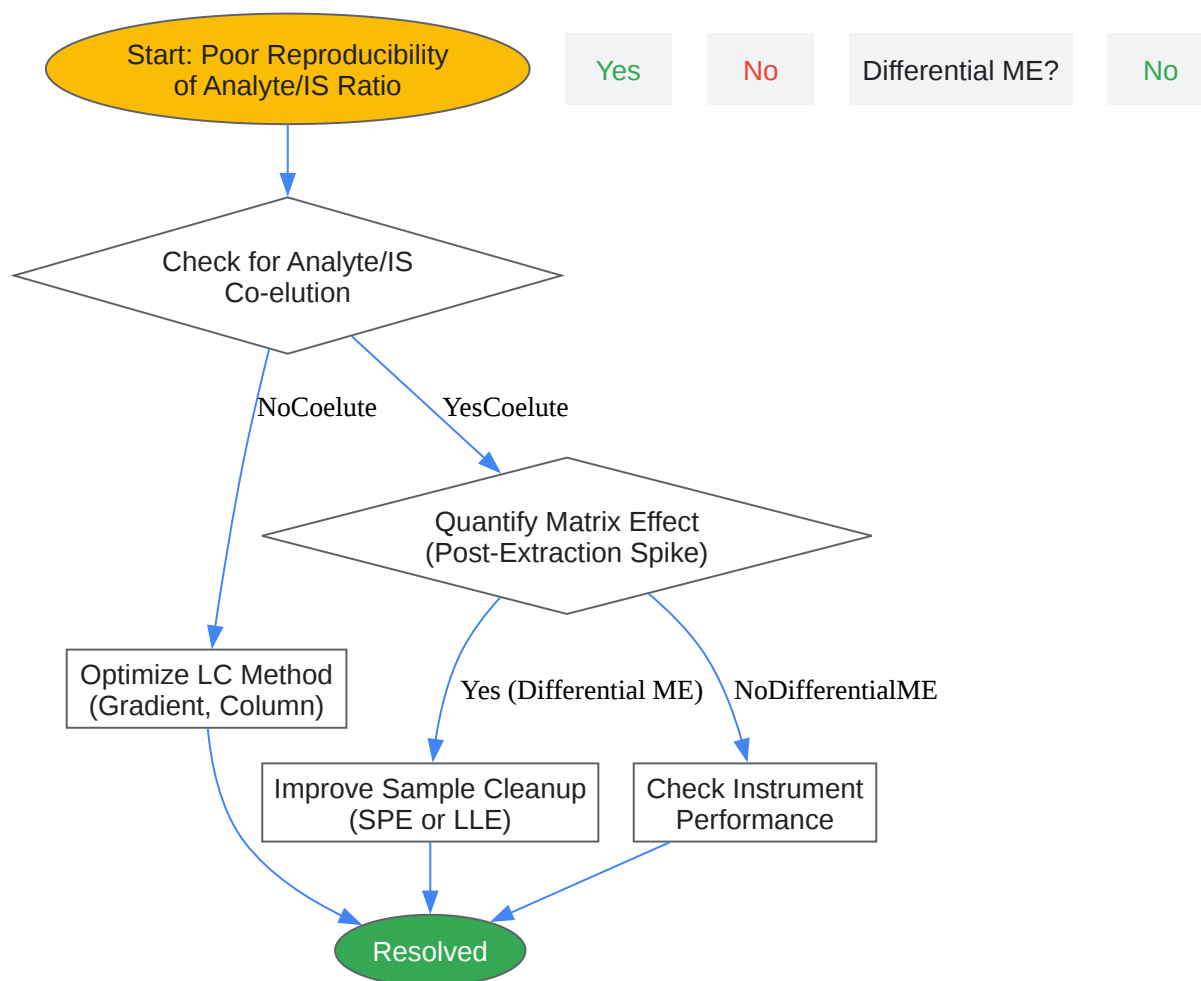 Start: Poor Reproducibility
of Analyte/IS Ratio
Yes
No
Differential ME?
No
Check for Analyte/IS
Co-elution
NoCoelute
YesCoelute
Quantify Matrix Effect
(Post-Extraction Spike)
Optimize LC Method
(Gradient, Column)
Yes (Differential ME)
NoDifferentialME
Improve Sample Cleanup
(SPE or LLE)
Check Instrument
Performance
Resolved